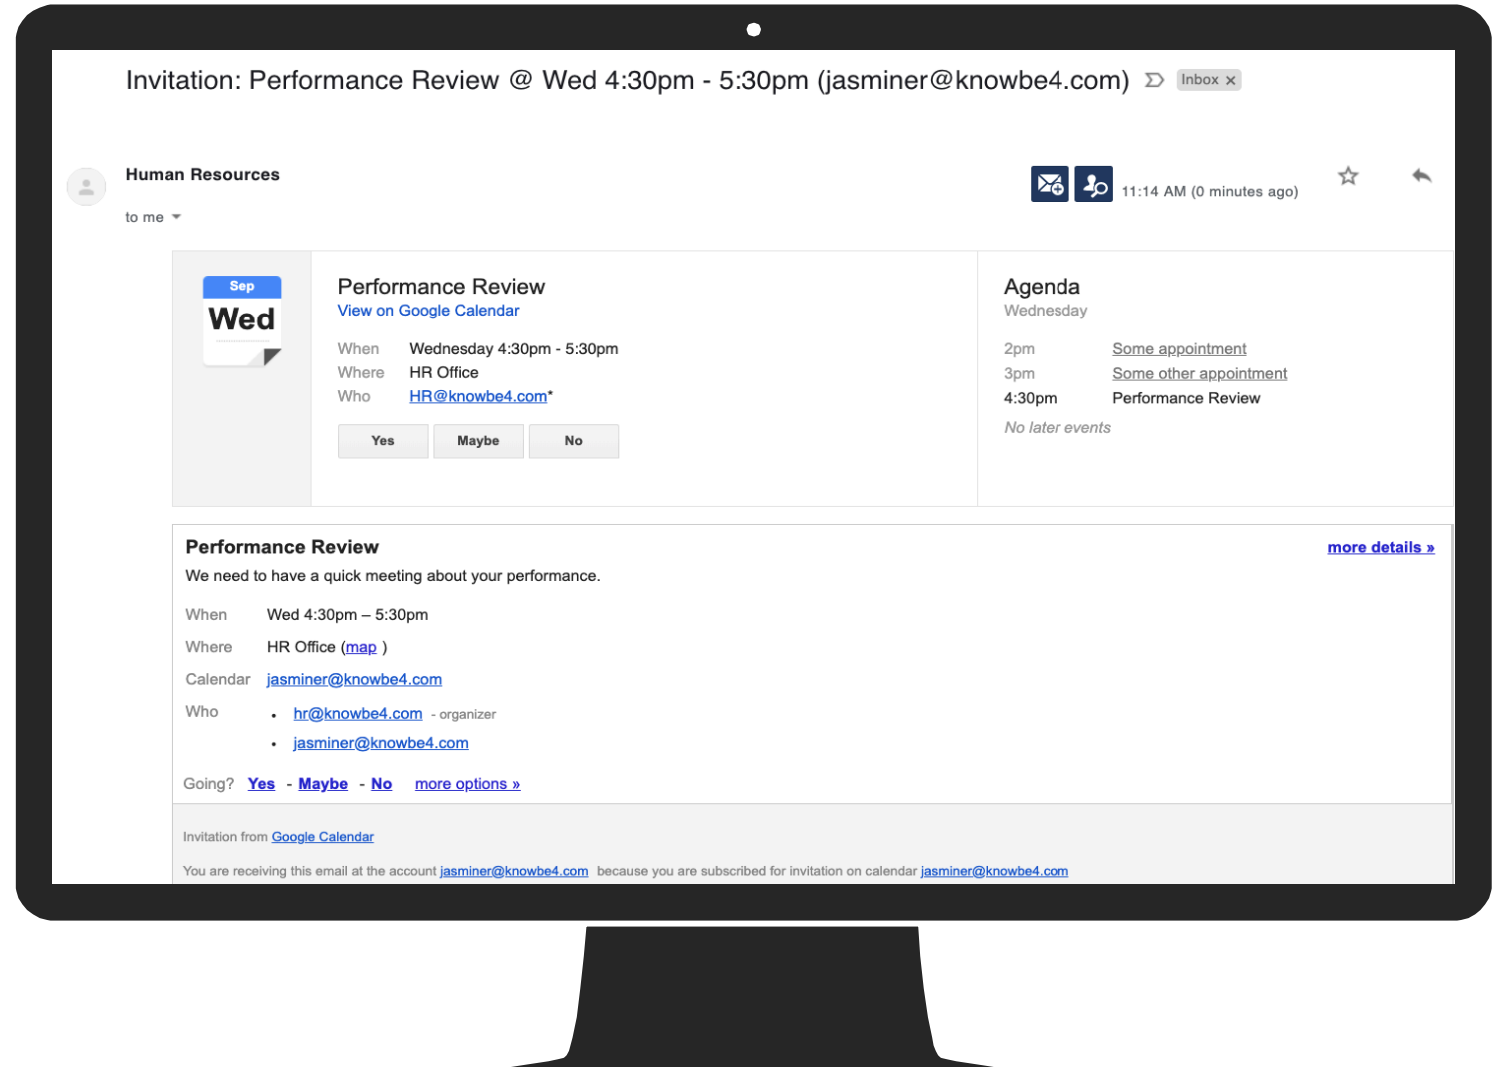 Invitation: Performance Review @ Wed 4:30pm - 5:30pm (jasminer@knowbe4.com) Inbox x
Human Resources
11:14 AM (0 minutes ago)
to me
Sep
Wed
Performance Review
View on Google Calendar
When Wednesday 4:30pm - 5:30pm
Where HR Office
Who HR@knowbe4.com*
Yes Maybe No
Agenda
Wednesday
2pm Some appointment
3pm Some other appointment
4:30pm Performance Review
No later events
Performance Review more details »
We need to have a quick meeting about your performance.
When Wed 4:30pm – 5:30pm
Where HR Office (map )
Calendar jasminer@knowbe4.com
Who • hr@knowbe4.com - organizer
• jasminer@knowbe4.com
Going? Yes - Maybe - No more options »
Invitation from Google Calendar
You are receiving this email at the account jasminer@knowbe4.com because you are subscribed for invitation on calendar jasminer@knowbe4.com